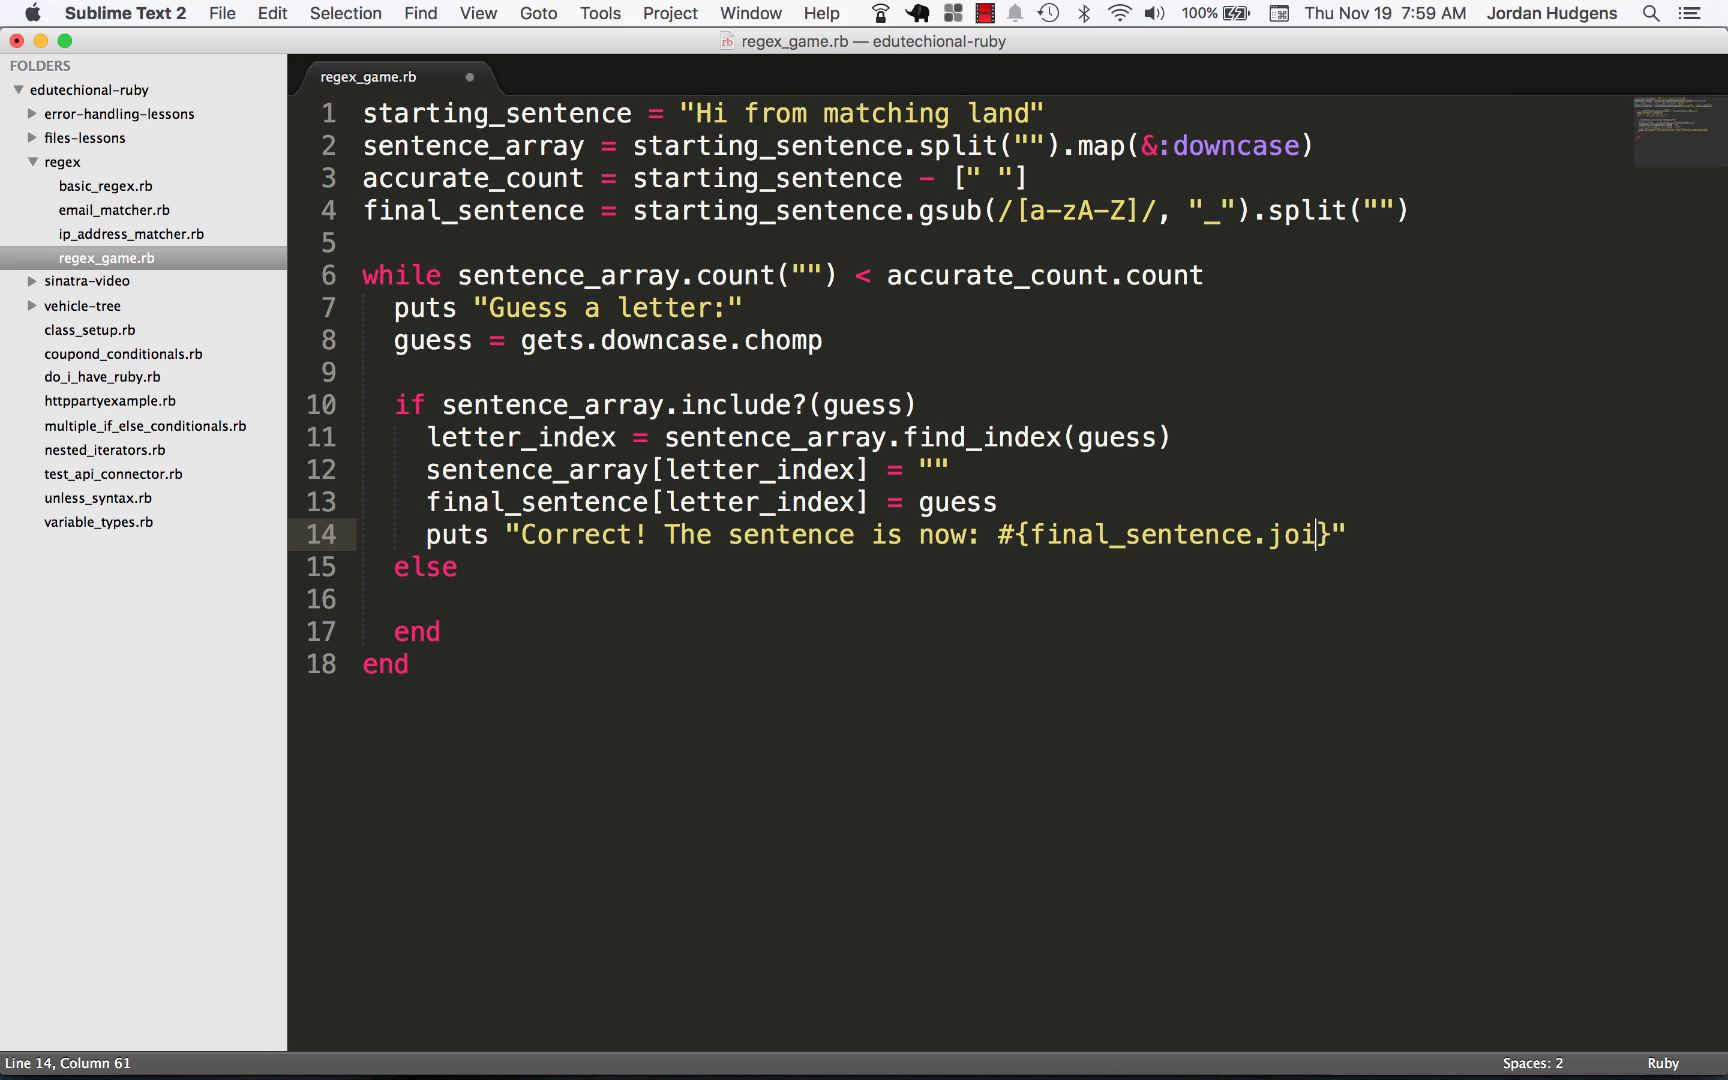 Sublime Text 2 File Edit Selection Find View Goto Tools Project Window Help 100% Thu Nov 19 7:59 AM Jordan Hudgens
regex_game.rb — edutechional-ruby
FOLDERS
edutechional-ruby
error-handling-lessons
files-lessons
regex
basic_regex.rb
email_matcher.rb
ip_address_matcher.rb
regex_game.rb
sinatra-video
vehicle-tree
class_setup.rb
coupond_conditionals.rb
do_i_have_ruby.rb
httppartyexample.rb
multiple_if_else_conditionals.rb
nested_iterators.rb
test_api_connector.rb
unless_syntax.rb
variable_types.rb
regex_game.rb
1 starting_sentence = "Hi from matching land"
2 sentence_array = starting_sentence.split("").map(&:downcase)
3 accurate_count = starting_sentence - [" "]
4 final_sentence = starting_sentence.gsub(/[a-zA-Z]/, "_").split("")
5
6 while sentence_array.count("") < accurate_count.count
7 puts "Guess a letter:"
8 guess = gets.downcase.chomp
9
10 if sentence_array.include?(guess)
11 letter_index = sentence_array.find_index(guess)
12 sentence_array[letter_index] = ""
13 final_sentence[letter_index] = guess
14 puts "Correct! The sentence is now: #{final_sentence.joi}"
15 else
16
17 end
18 end
Line 14, Column 61 Spaces: 2 Ruby